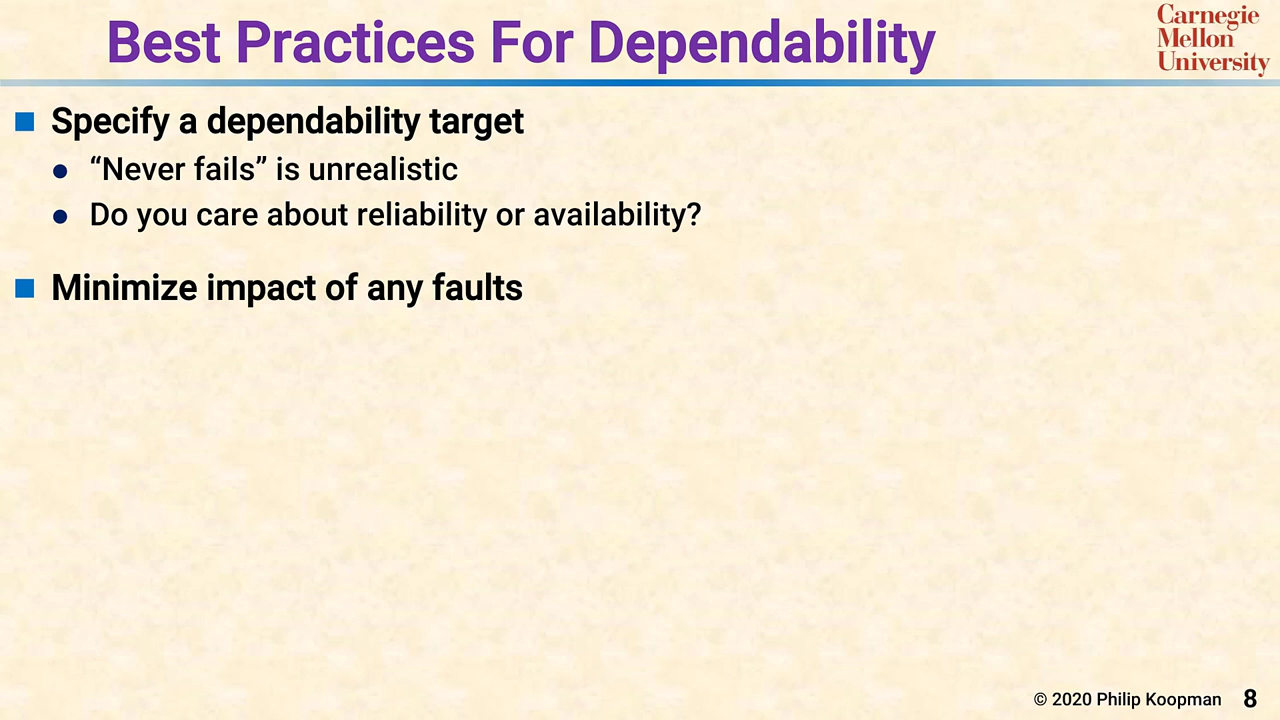 Best Practices For Dependability
Carnegie
Mellon
University
Specify a dependability target
“Never fails” is unrealistic
Do you care about reliability or availability?
Minimize impact of any faults
© 2020 Philip Koopman 8